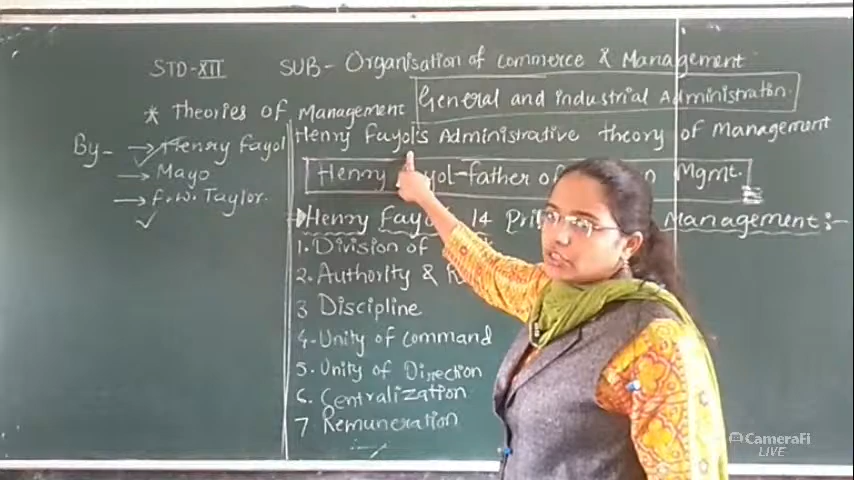 STD-XII SUB- Organisation of commerce & Management
* Theories of Management
General and industrial Administration.
By- → Henry Fayol
→ Mayo
→ F.W. Taylor.
Henry Fayol's Administrative theory of Management
Henry Fayol-father of Mgmt.
Henry Fayol 14 Management:-
1. Division of
2. Authority &
3 Discipline
4. Unity of command
5. Unity of Direction
6. Centralization
7 Remuneration
CameraFi
LIVE